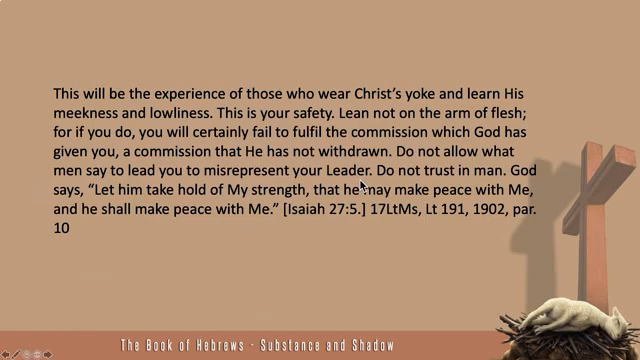 This will be the experience of those who wear Christ’s yoke and learn His
meekness and lowliness. This is your safety. Lean not on the arm of flesh;
for if you do, you will certainly fail to fulfil the commission which God has
given you, a commission that He has not withdrawn. Do not allow what
men say to lead you to misrepresent your Leader. Do not trust in man. God
says, “Let him take hold of My strength, that he may make peace with Me,
and he shall make peace with Me.” [Isaiah 27:5.] 17LtMs, Lt 191, 1902, par.
10
The Book of Hebrews - Substance and Shadow